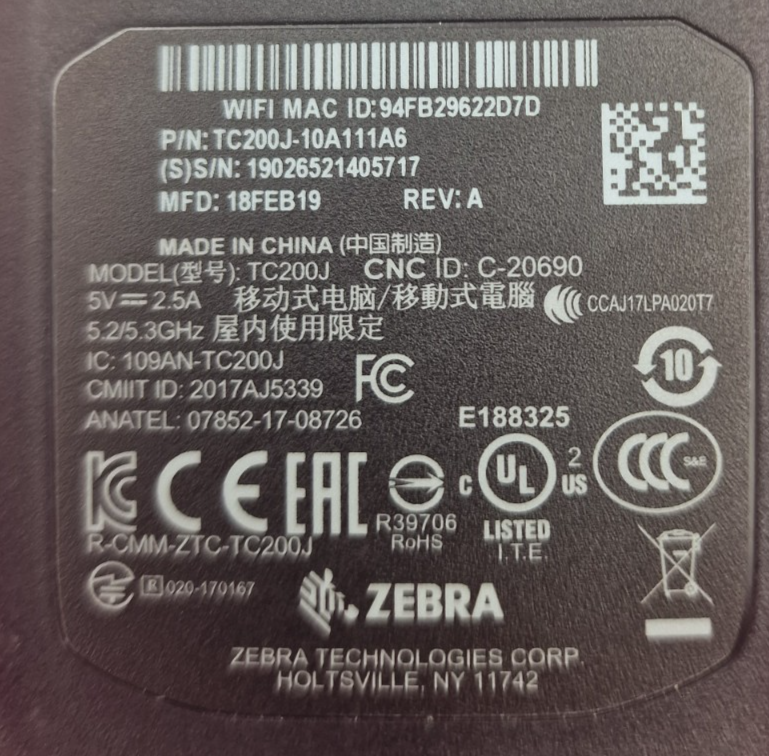 WIFI MAC ID:94FB29622D7D
P/N: TC200J-10A111A6
(S)S/N: 19026521405717
MFD: 18FEB19 REV: A
MADE IN CHINA (中国制造)
MODEL(型号): TC200J CNC ID: C-20690
5V 2.5A 移动式电脑/移動式電腦 CCAJ17LPA020T7
5.2/5.3GHz 屋内使用限定
IC: 109AN-TC200J FC 10
CMIIT ID: 2017AJ5339
ANATEL: 07852-17-08726 E188325
CCC S&E
KC CE EAC C UL 2 US
R39706
RoHS
LISTED
I.T.E.
R-CMM-ZTC-TC200J
R 020-170167
ZEBRA
ZEBRA TECHNOLOGIES CORP.
HOLTSVILLE, NY 11742